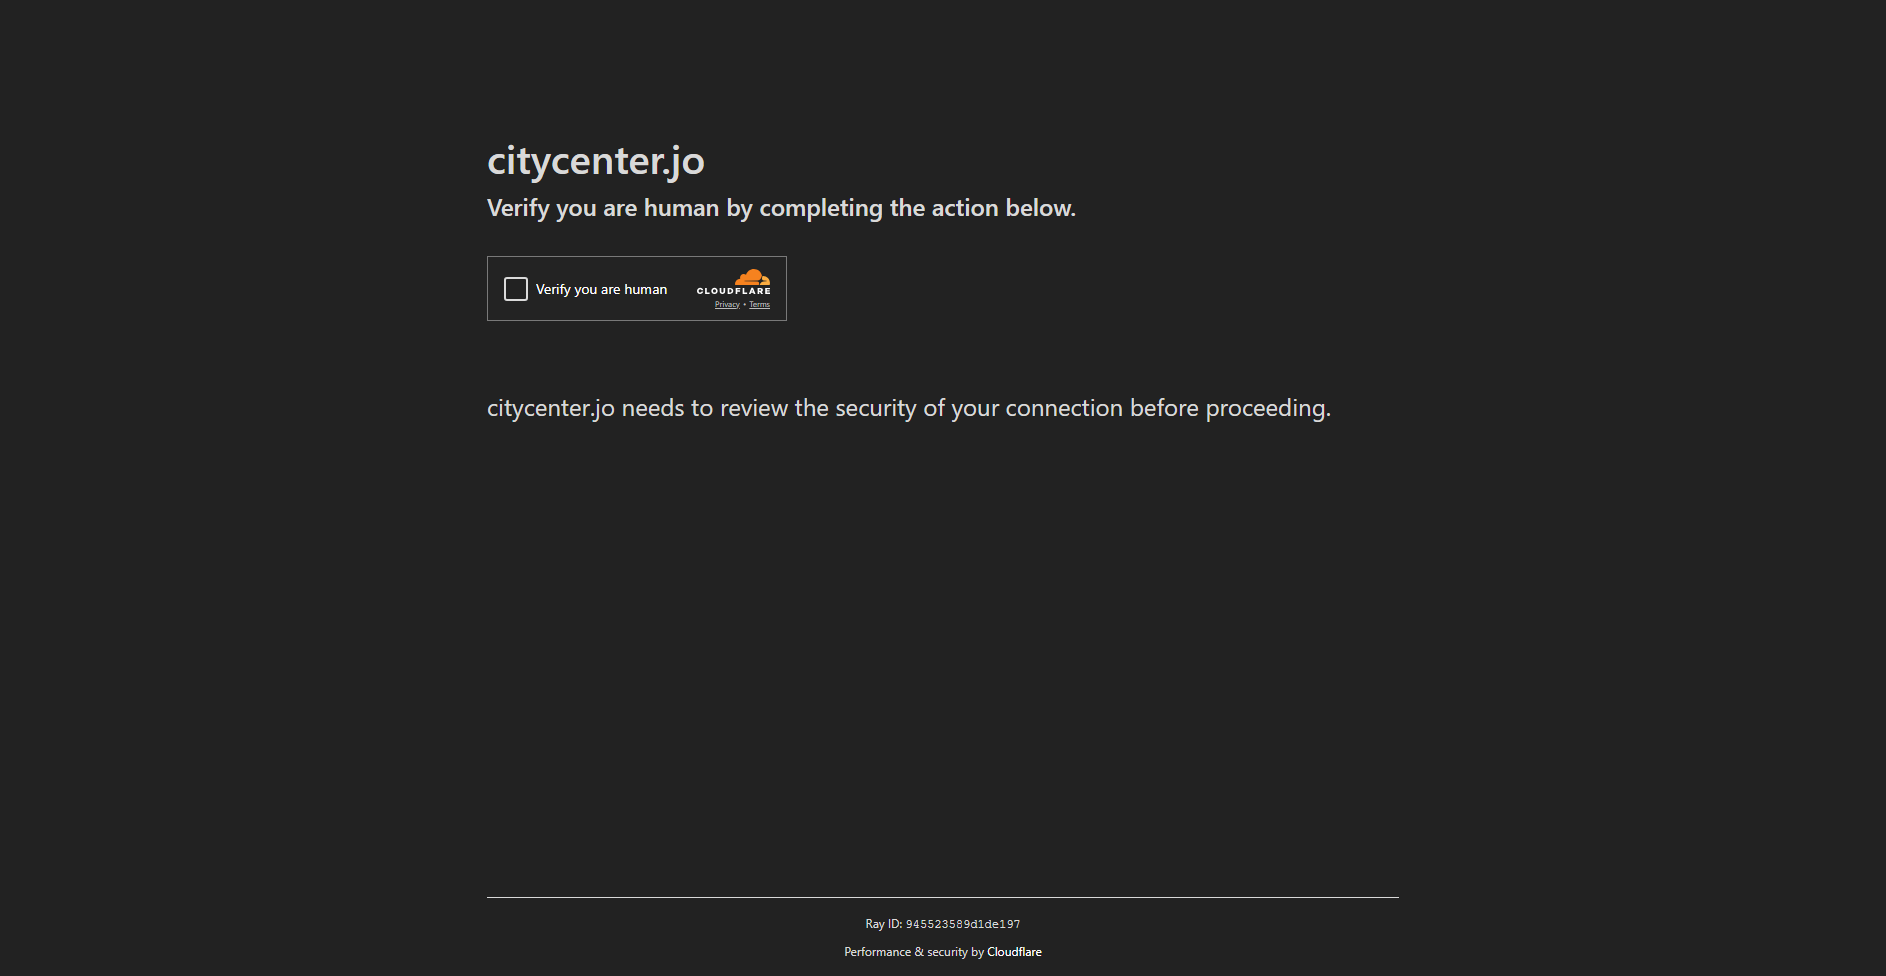 citycenter.jo
Verify you are human by completing the action below.
Verify you are human
CLOUDFLARE
Privacy • Terms
citycenter.jo needs to review the security of your connection before proceeding.
Ray ID: 945523589d1de197
Performance & security by Cloudflare